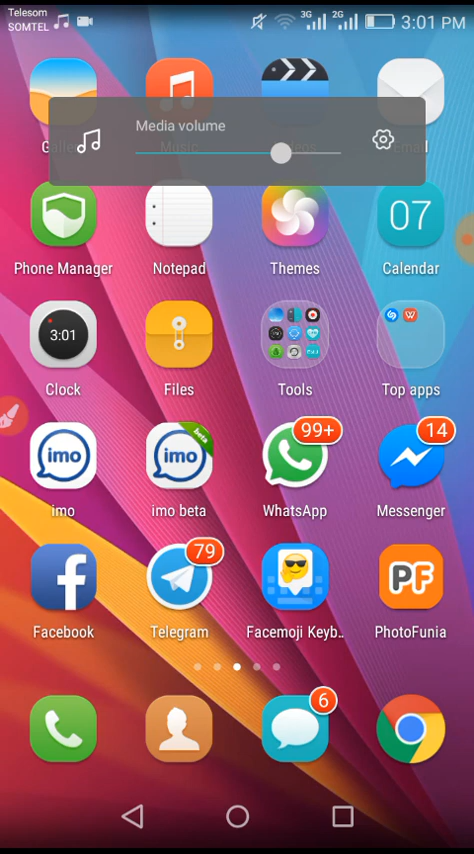 Telesom
SOMTEL
3G
2G
3:01 PM
Media volume
Phone Manager
Notepad
Themes
07
Calendar
3:01
Clock
Files
Tools
Top apps
imo
imo
beta
99+
14
imo
imo beta
WhatsApp
Messenger
79
PF
Facebook
Telegram
Facemoji Keyb..
PhotoFunia
6